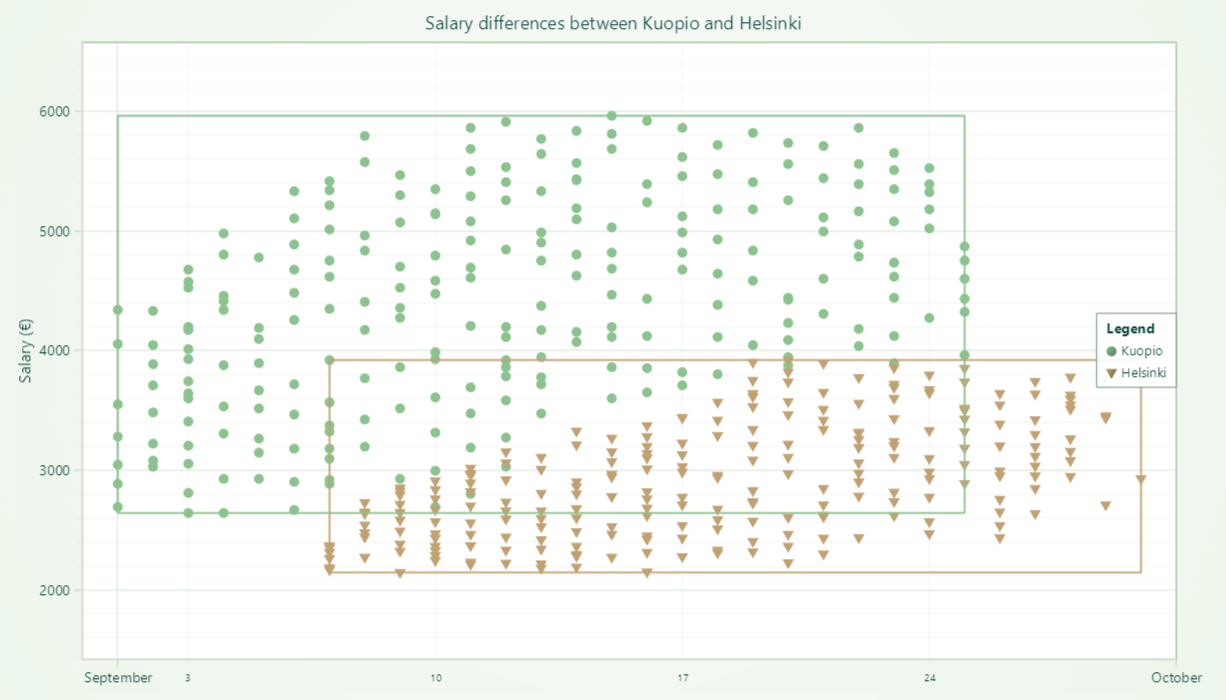 Salary differences between Kuopio and Helsinki
Salary (€)
6000
5000
4000
3000
2000
Legend
Kuopio
Helsinki
September
3
10
17
24
October